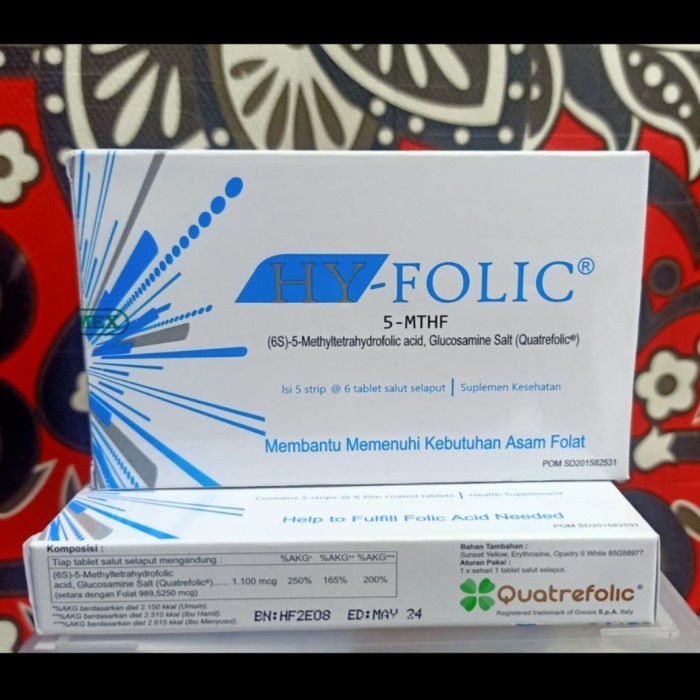 HY-FOLIC®
5-MTHF
(6S)-5-Methyltetrahydrofolic acid, Glucosamine Salt (Quatrefolic®)
Isi 5 strip @ 6 tablet salut selaput | Suplemen Kesehatan
Membantu Memenuhi Kebutuhan Asam Folat
POM SD201582531
Contains 5 strips @ 6 film coated tablets | Health Supplement
Help to Fulfill Folic Acid Needed
POM SD201582531
Komposisi :
Tiap tablet salut selaput mengandung : %AKG* %AKG** %AKG***
(6S)-5-Methyltetrahydrofolic
acid, Glucosamine Salt (Quatrefolic®)..... 1.100 mcg 250% 165% 200%
(setara dengan Folat 989,5250 mcg)
*%AKG berdasarkan diet 2.150 kkal (Umum).
**%AKG berdasarkan diet 2.510 kkal (Ibu Hamil).
***%AKG berdasarkan diet 2.615 kkal (Ibu Menyusui).
BN:HF2E08 ED:MAY 24
Bahan Tambahan :
Sunset Yellow, Erythrosine, Opadry II White 85G58977.
Aturan Pakai :
1 x sehari 1 tablet salut selaput.
Quatrefolic®
Registered trademark of Gnosis S.p.A. Italy